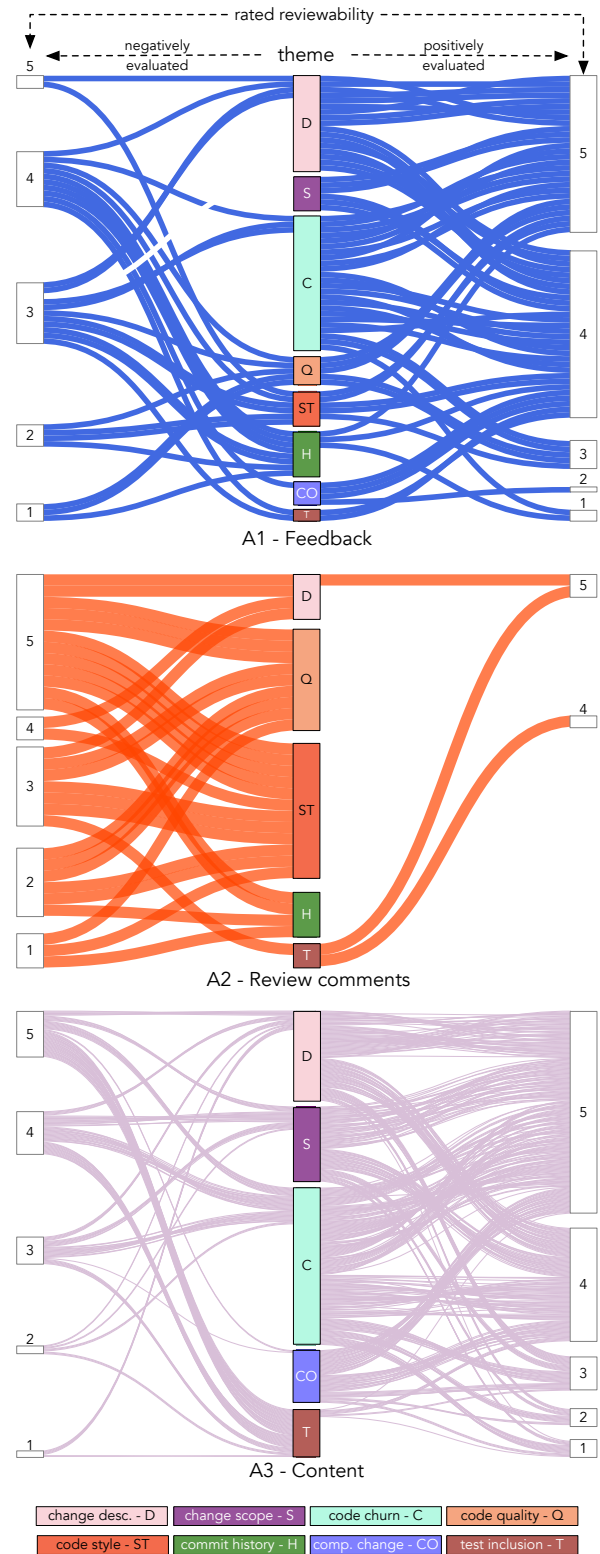 rated reviewability
negatively evaluated
theme
positively evaluated
5
4
3
2
1
D
S
C
Q
ST
H
CO
T
5
4
3
2
1
A1 - Feedback
5
4
3
2
1
D
Q
ST
H
T
5
4
A2 - Review comments
5
4
3
2
1
D
S
C
CO
T
5
4
3
2
1
A3 - Content
change desc. - D
change scope - S
code churn - C
code quality - Q
code style - ST
commit history - H
comp. change - CO
test inclusion - T